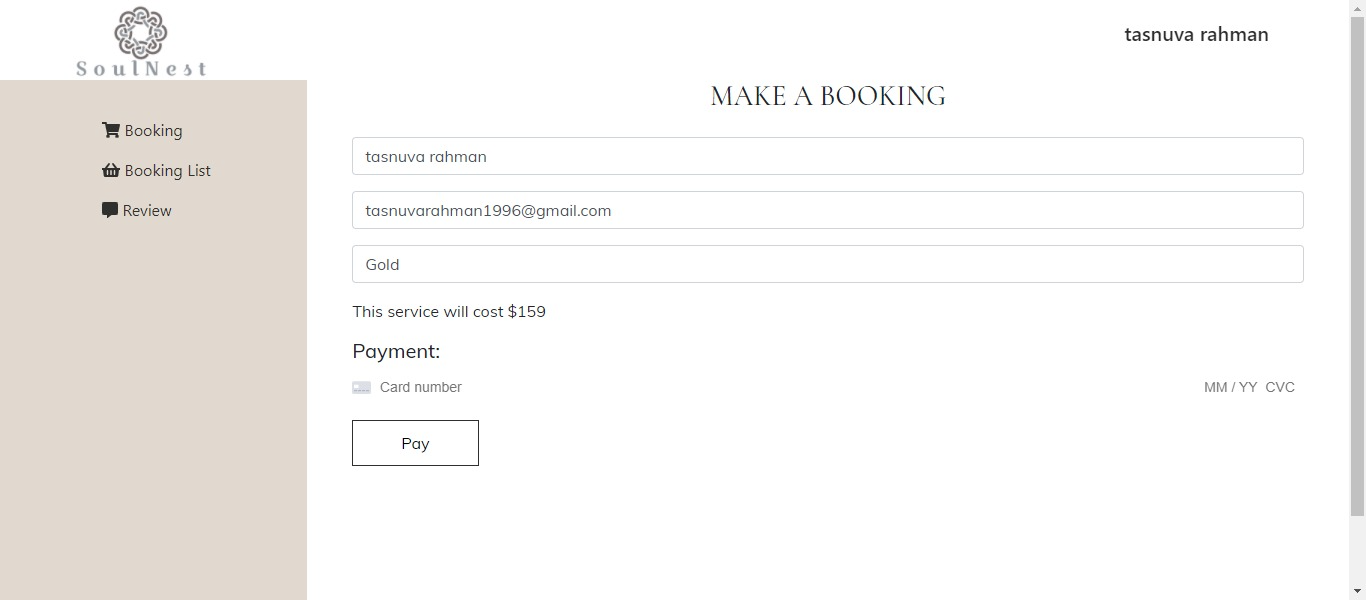 SoulNest
tasnuva rahman
Booking
Booking List
Review
MAKE A BOOKING
tasnuva rahman
tasnuvarahman1996@gmail.com
Gold
This service will cost $159
Payment:
Card number MM / YY CVC
Pay